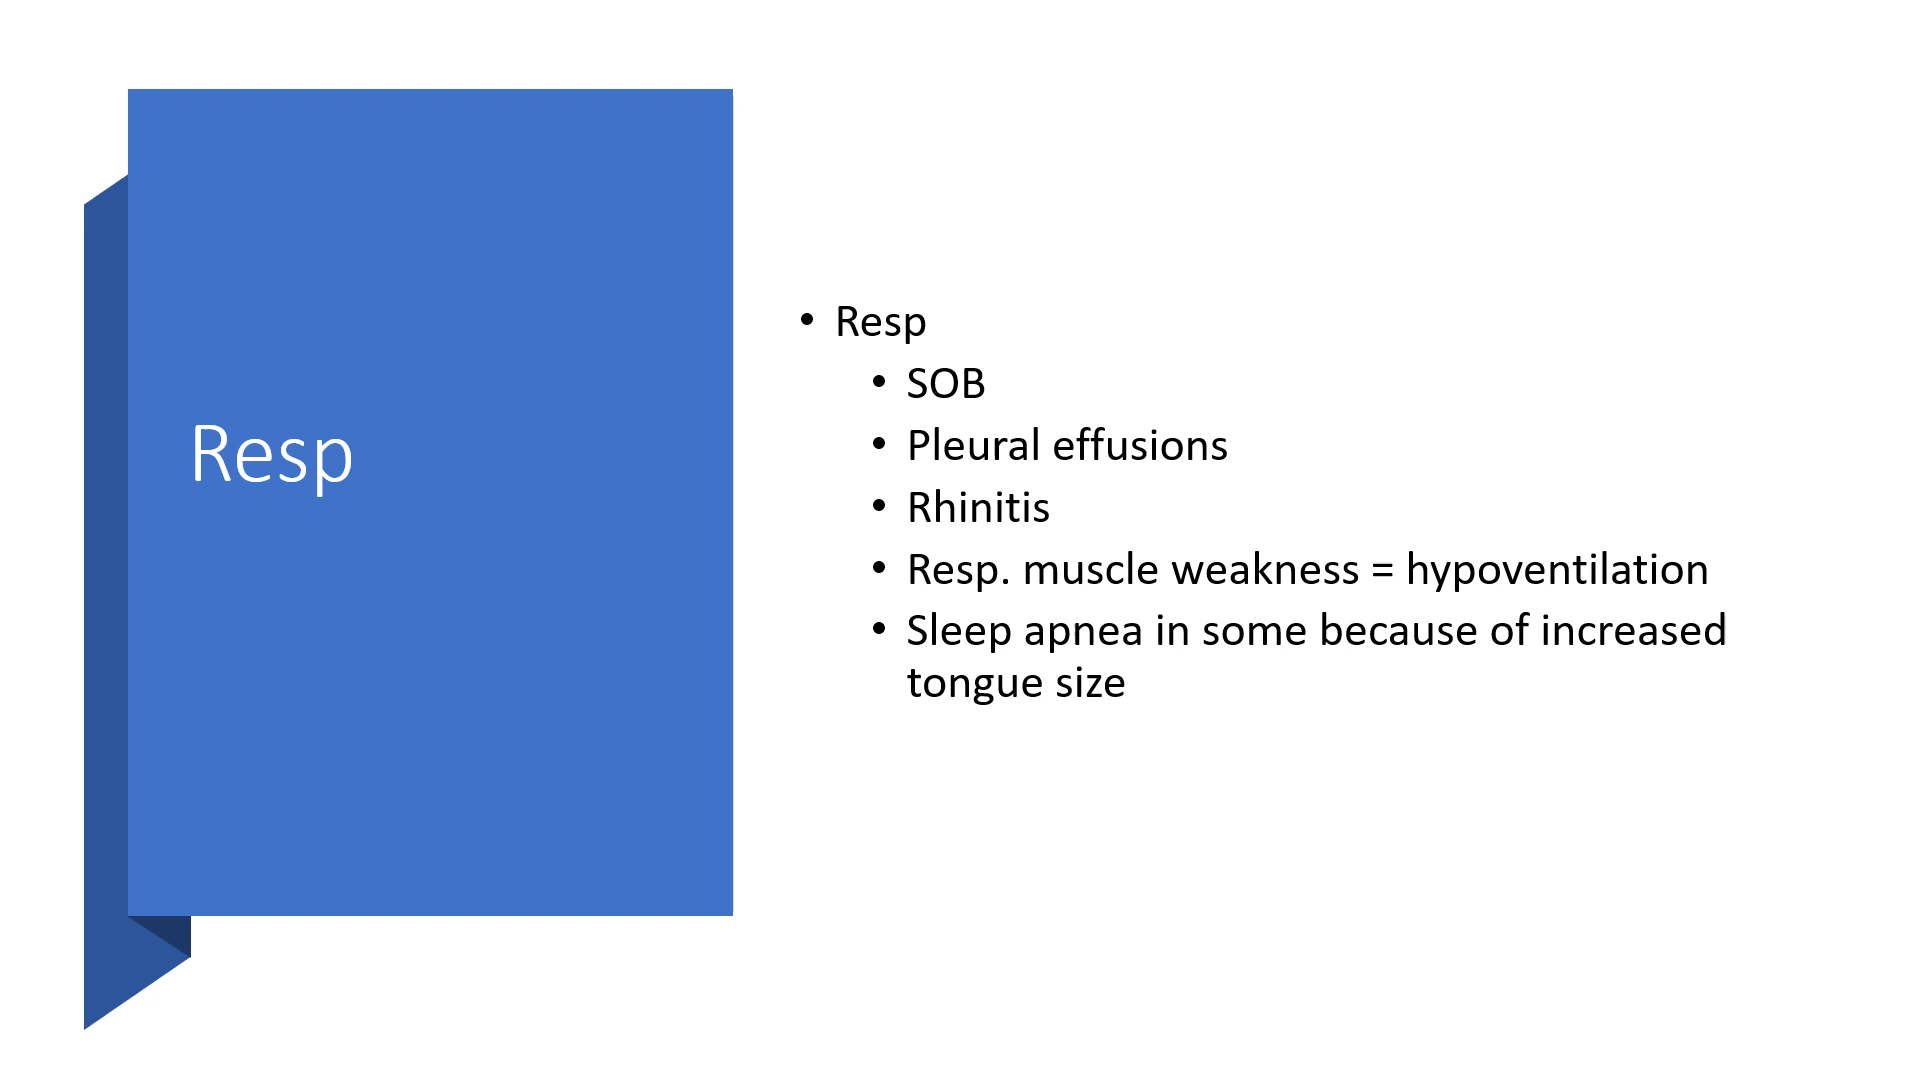 Resp
• Resp
• SOB
• Pleural effusions
• Rhinitis
• Resp. muscle weakness = hypoventilation
• Sleep apnea in some because of increased
tongue size